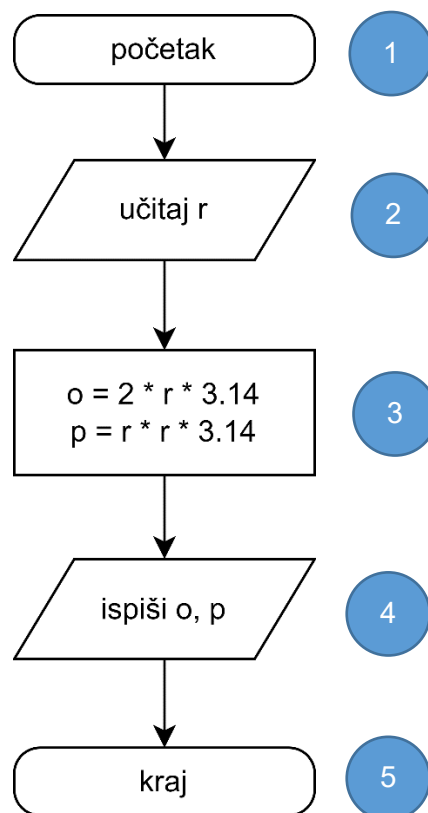 početak
1
učitaj r
2
o = 2 * r * 3.14
p = r * r * 3.14
3
ispiši o, p
4
kraj
5